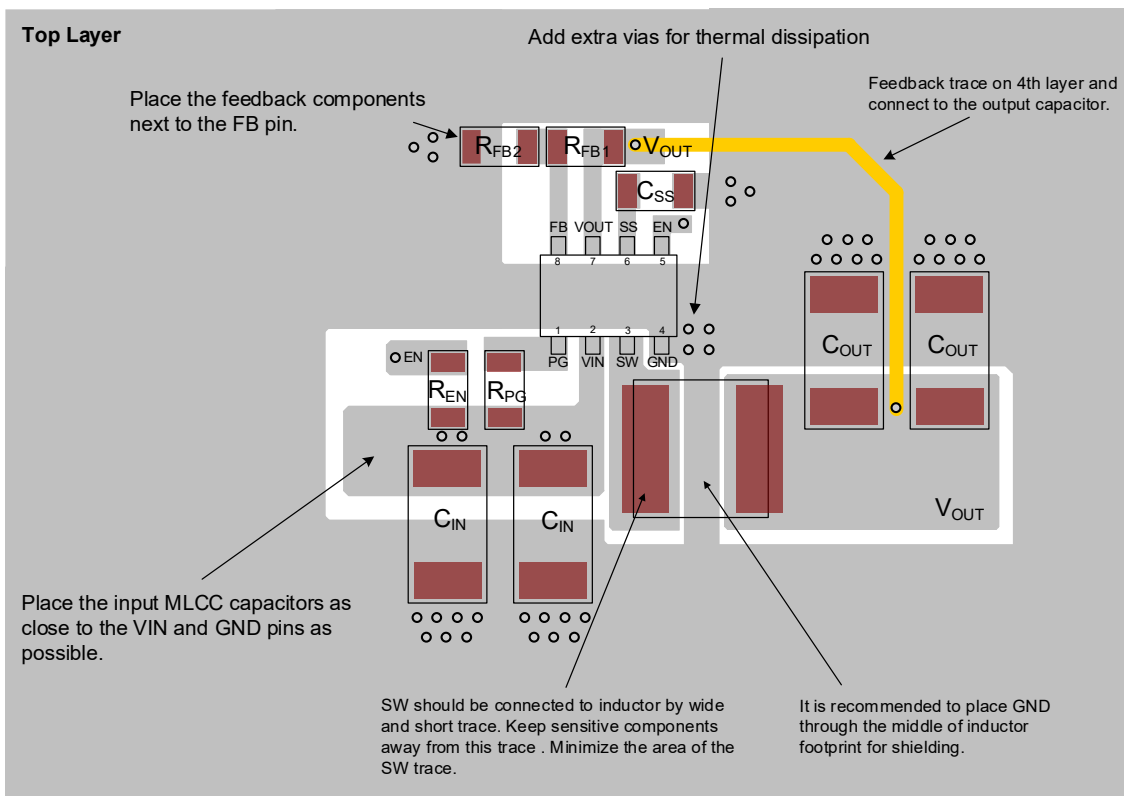 Top Layer
Add extra vias for thermal dissipation
Feedback trace on 4th layer and
connect to the output capacitor.
Place the feedback components
next to the FB pin.
RFB2
RFB1
VOUT
CSS
FB
VOUT
SS
EN
8
7
6
5
1
2
3
4
PG
VIN
SW
GND
EN
REN
RPG
COUT
COUT
CIN
CIN
VOUT
Place the input MLCC capacitors as
close to the VIN and GND pins as
possible.
SW should be connected to inductor by wide
and short trace. Keep sensitive components
away from this trace . Minimize the area of the
SW trace.
It is recommended to place GND
through the middle of inductor
footprint for shielding.